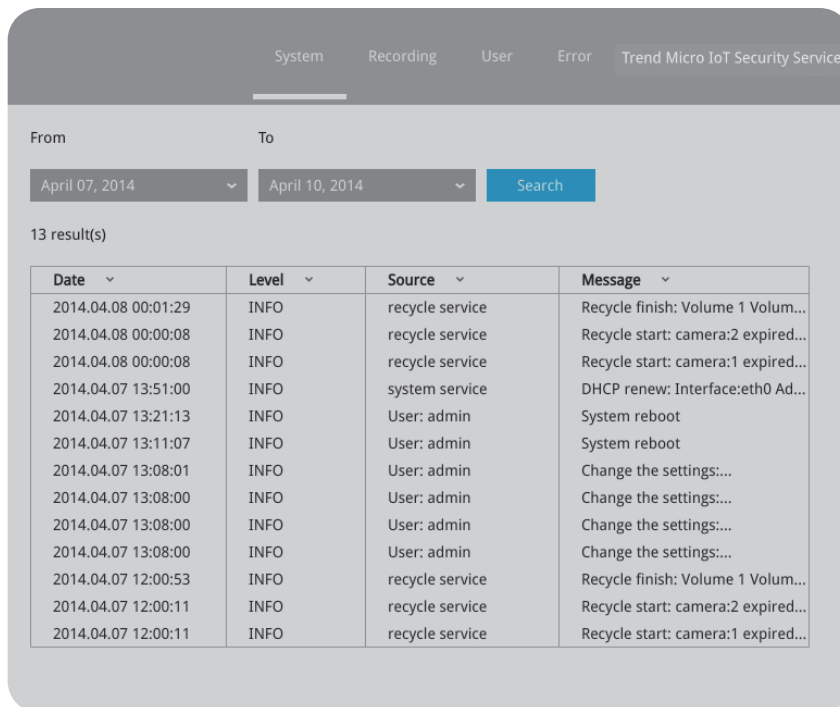 System Recording User Error Trend Micro IoT Security Service
From To
April 07, 2014 April 10, 2014 Search
13 result(s)
Date Level Source Message
2014.04.08 00:01:29 INFO recycle service Recycle finish: Volume 1 Volum...
2014.04.08 00:00:08 INFO recycle service Recycle start: camera:2 expired...
2014.04.08 00:00:08 INFO recycle service Recycle start: camera:1 expired...
2014.04.07 13:51:00 INFO system service DHCP renew: Interface:eth0 Ad...
2014.04.07 13:21:13 INFO User: admin System reboot
2014.04.07 13:11:07 INFO User: admin System reboot
2014.04.07 13:08:01 INFO User: admin Change the settings:...
2014.04.07 13:08:00 INFO User: admin Change the settings:...
2014.04.07 13:08:00 INFO User: admin Change the settings:...
2014.04.07 13:08:00 INFO User: admin Change the settings:...
2014.04.07 12:00:53 INFO recycle service Recycle finish: Volume 1 Volum...
2014.04.07 12:00:11 INFO recycle service Recycle start: camera:2 expired...
2014.04.07 12:00:11 INFO recycle service Recycle start: camera:1 expired...